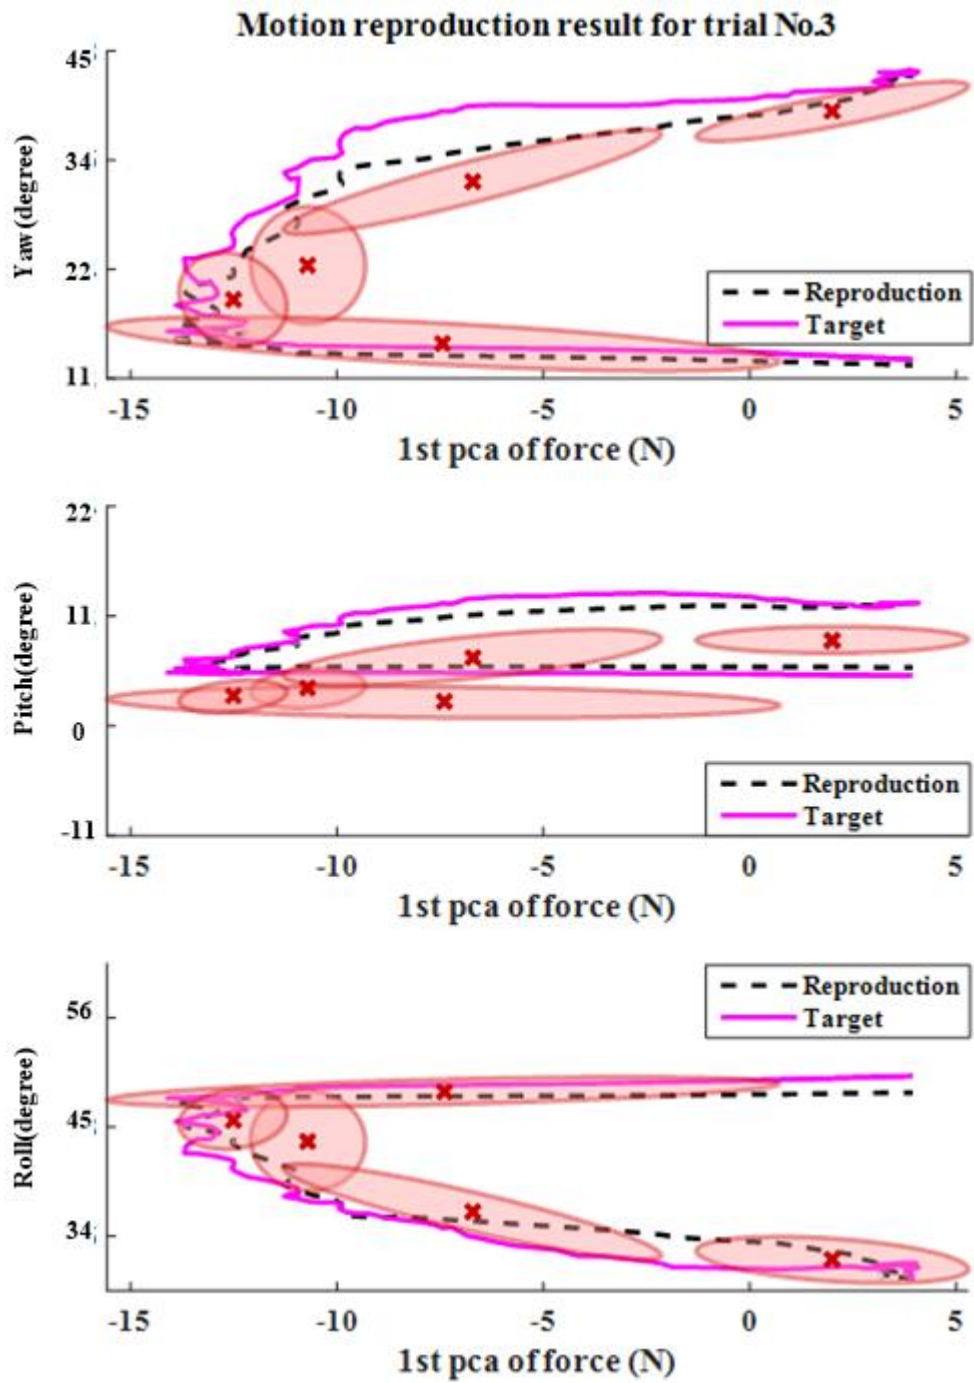 Motion reproduction result for trial No.3
45
34
22
11
Yaw(degree)
Reproduction
Target
-15 -10 -5 0 5
1st pca of force (N)
22
11
0
-11
Pitch(degree)
Reproduction
Target
-15 -10 -5 0 5
1st pca of force (N)
56
45
34
Roll(degree)
Reproduction
Target
-15 -10 -5 0 5
1st pca of force (N)